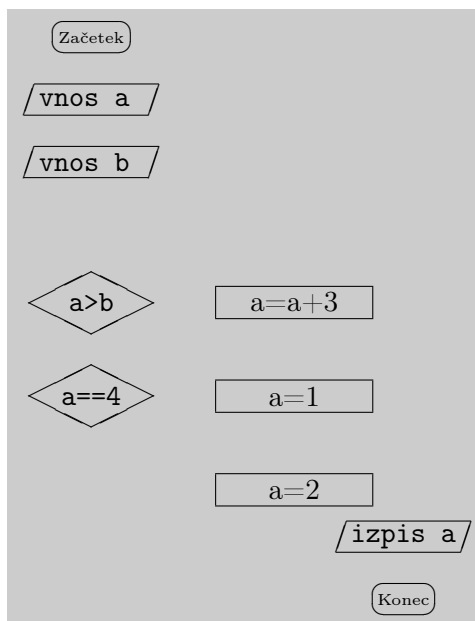 Začetek
vnos a
vnos b
a>b
a=a+3
a==4
a=1
a=2
izpis a
Konec